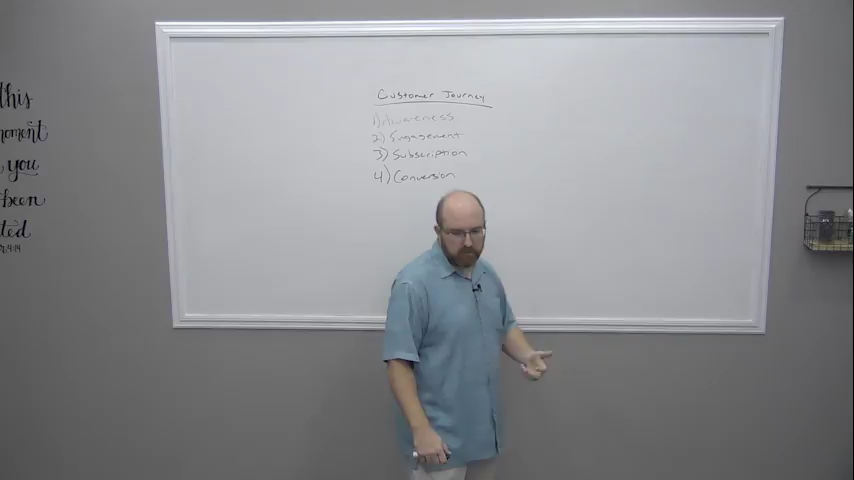 this
moment
you
been
ted
Customer Journey
1) Awareness
2) Engagement
3) Subscription
4) Conversion